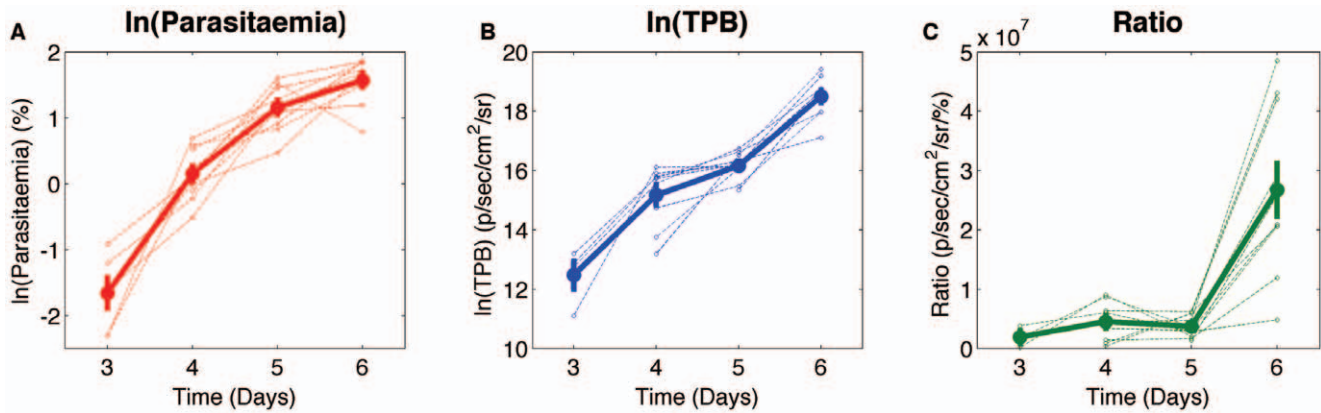 A
ln(Parasitaemia)
2
1
0
-1
-2
ln(Parasitaemia) (%)
3 4 5 6
Time (Days)
B
ln(TPB)
20
18
16
14
12
10
ln(TPB) (p/sec/cm²/sr)
3 4 5 6
Time (Days)
C
Ratio
x 10⁷
5
4
3
2
1
0
Ratio (p/sec/cm²/sr/%)
3 4 5 6
Time (Days)